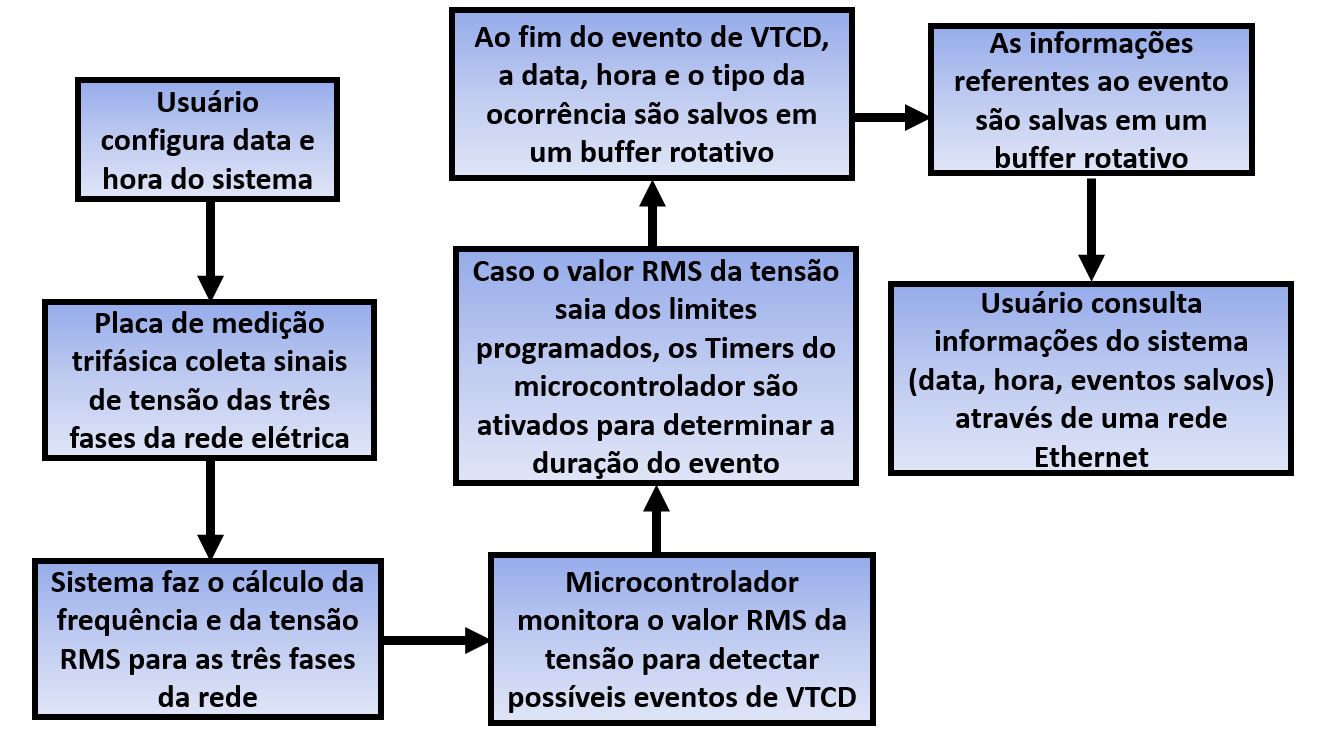 Usuário
configura data e
hora do sistema
Placa de medição
trifásica coleta sinais
de tensão das três
fases da rede elétrica
Sistema faz o cálculo da
frequência e da tensão
RMS para as três fases
da rede
Microcontrolador
monitora o valor RMS da
tensão para detectar
possíveis eventos de VTCD
Caso o valor RMS da tensão
saia dos limites
programados, os Timers do
microcontrolador são
ativados para determinar a
duração do evento
Ao fim do evento de VTCD,
a data, hora e o tipo da
ocorrência são salvos em
um buffer rotativo
As informações
referentes ao evento
são salvas em um
buffer rotativo
Usuário consulta
informações do sistema
(data, hora, eventos salvos)
através de uma rede
Ethernet